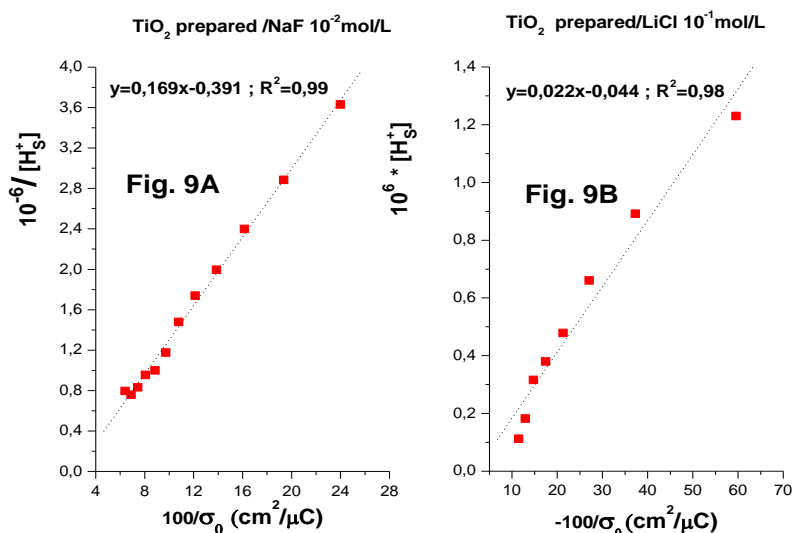 TiO2 prepared /NaF 10-2mol/L
y=0,169x-0,391 ; R2=0,99
Fig. 9A
10-6/ [H+S]
4,0
3,6
3,2
2,8
2,4
2,0
1,6
1,2
0,8
0,4
0,0
4 8 12 16 20 24 28
100/σ0 (cm2/μC)
TiO2 prepared/LiCl 10-1mol/L
y=0,022x-0,044 ; R2=0,98
Fig. 9B
106 * [H+S]
1,4
1,2
1,0
0,8
0,6
0,4
0,2
0,0
10 20 30 40 50 60 70
-100/σ0 (cm2/μC)